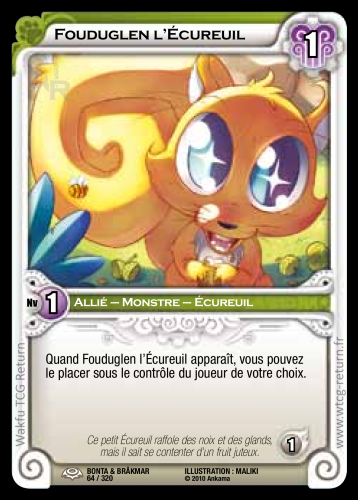 Fouduglen l'Écureuil
1
R
Nv 1 Allié – Monstre – Écureuil
Quand Fouduglen l'Écureuil apparaît, vous pouvez
le placer sous le contrôle du joueur de votre choix.
Ce petit Écureuil raffole des noix et des glands,
mais il sait se contenter d'un fruit juteux.
1
BONTA & BRÂKMAR
64 / 320
ILLUSTRATION : MALIKI
© 2010 Ankama
Wakfu TCG Return
www.wtcg-return.fr